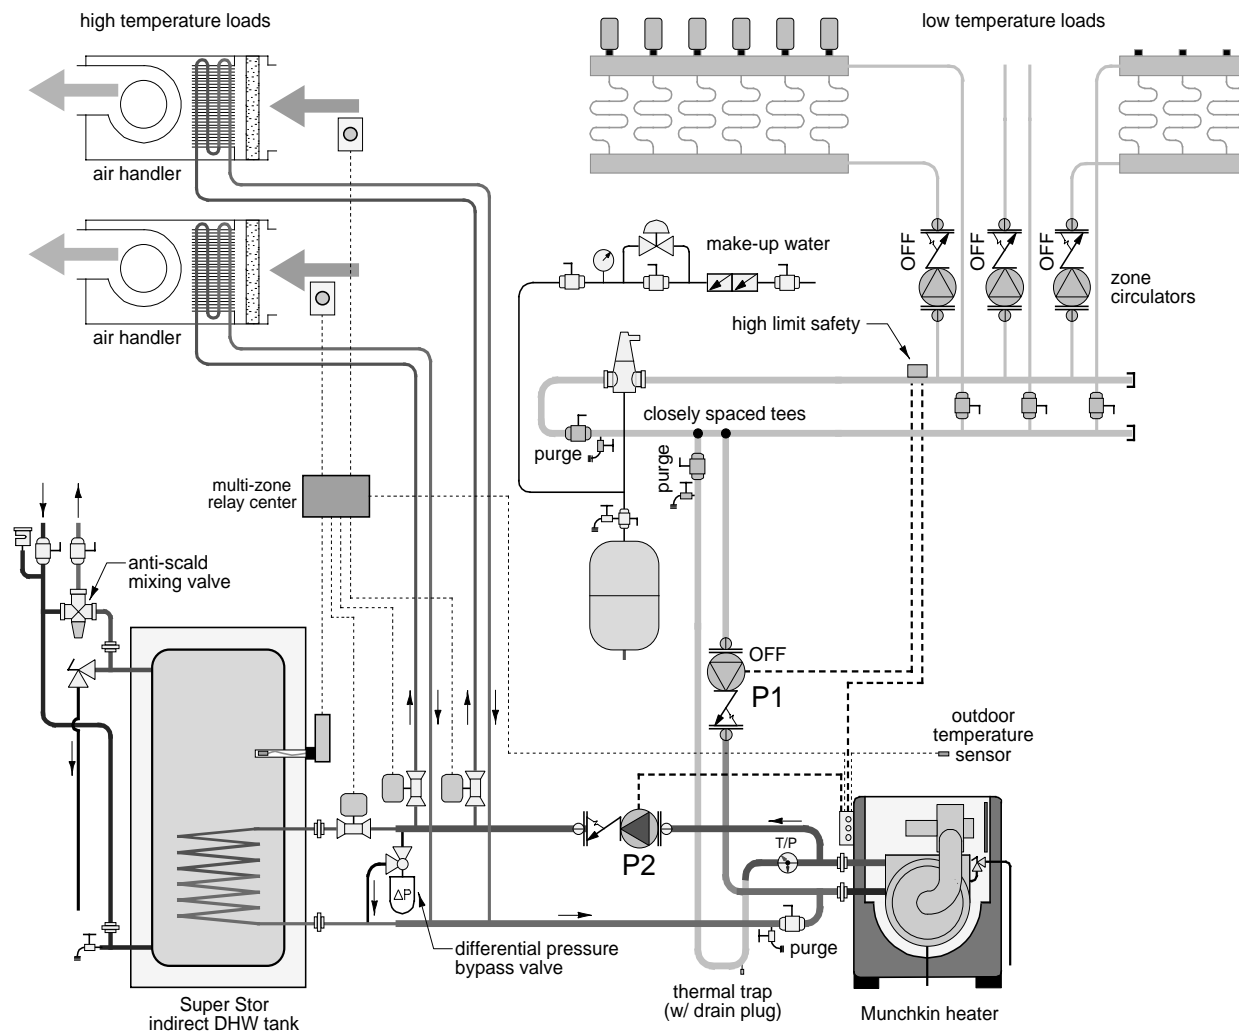 high temperature loads
low temperature loads
air handler
OFF
OFF
make-up water
zone
circulators
high limit safety
air handler
closely spaced tees
purge
purge
multi-zone
relay center
anti-scald
mixing valve
OFF
P1
outdoor
temperature
sensor
T/P
P2
ΔP
differential pressure
bypass valve
purge
thermal trap
(w/ drain plug)
Super Stor
indirect DHW tank
Munchkin heater